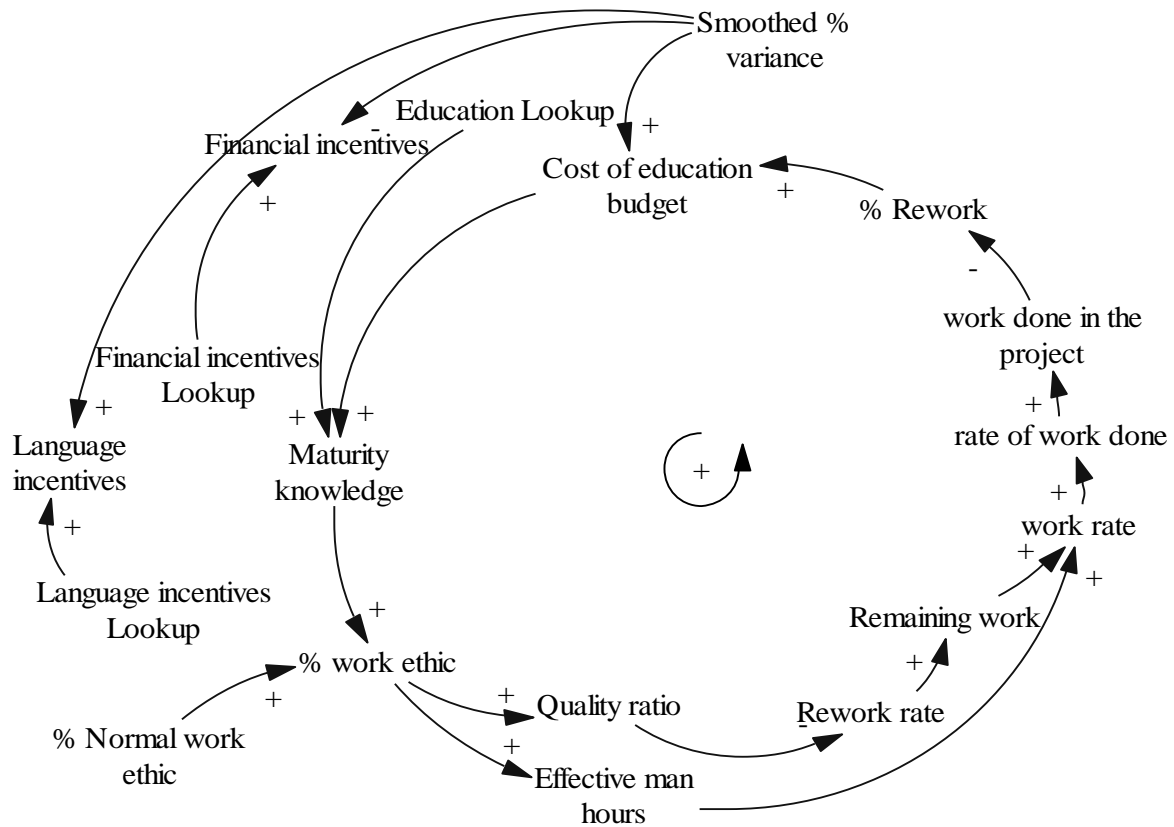 Smoothed %
variance
Education Lookup
+
-
Financial incentives
Cost of education
budget
+
+
% Rework
-
work done in the
project
Financial incentives
Lookup
+
+
+
+
rate of work done
Language
incentives
Maturity
knowledge
+
+
+
work rate
+
+
Language incentives
Lookup
+
Remaining work
% work ethic
+
+
+
Quality ratio
-
Rework rate
% Normal work
ethic
+
Effective man
hours